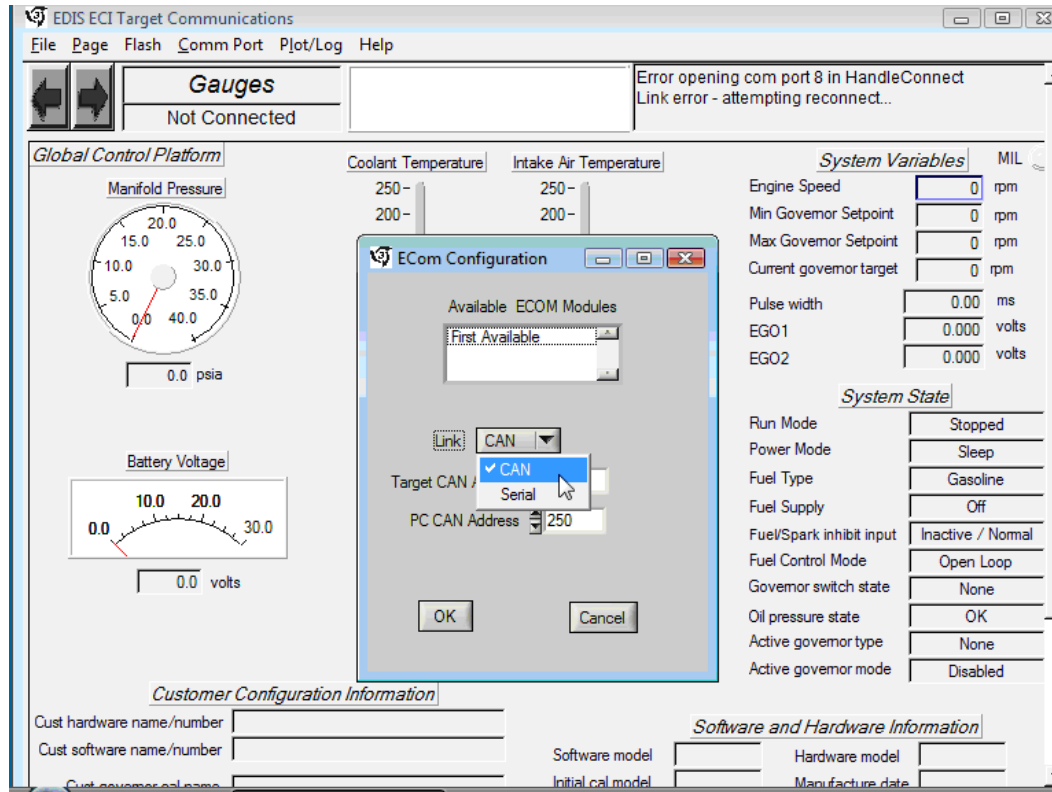 EDIS ECI Target Communications
File Page Flash Comm Port Plot/Log Help
Gauges
Not Connected
Error opening com port 8 in HandleConnect
Link error - attempting reconnect...
Global Control Platform
Manifold Pressure
20.0
15.0 25.0
10.0 30.0
5.0 35.0
0.0 40.0
0.0 psia
Battery Voltage
10.0 20.0
0.0 30.0
0.0 volts
Coolant Temperature
250
200
Intake Air Temperature
250
200
ECom Configuration
Available ECOM Modules
First Available
Link CAN
CAN
Serial
Target CAN
PC CAN Address 250
OK Cancel
System Variables MIL
Engine Speed 0 rpm
Min Governor Setpoint 0 rpm
Max Governor Setpoint 0 rpm
Current governor target 0 rpm
Pulse width 0.00 ms
EGO1 0.000 volts
EGO2 0.000 volts
System State
Run Mode Stopped
Power Mode Sleep
Fuel Type Gasoline
Fuel Supply Off
Fuel/Spark inhibit input Inactive / Normal
Fuel Control Mode Open Loop
Governor switch state None
Oil pressure state OK
Active governor type None
Active governor mode Disabled
Customer Configuration Information
Cust hardware name/number
Cust software name/number
Cust governor cal name
Software and Hardware Information
Software model Hardware model
Initial cal model Manufacture date